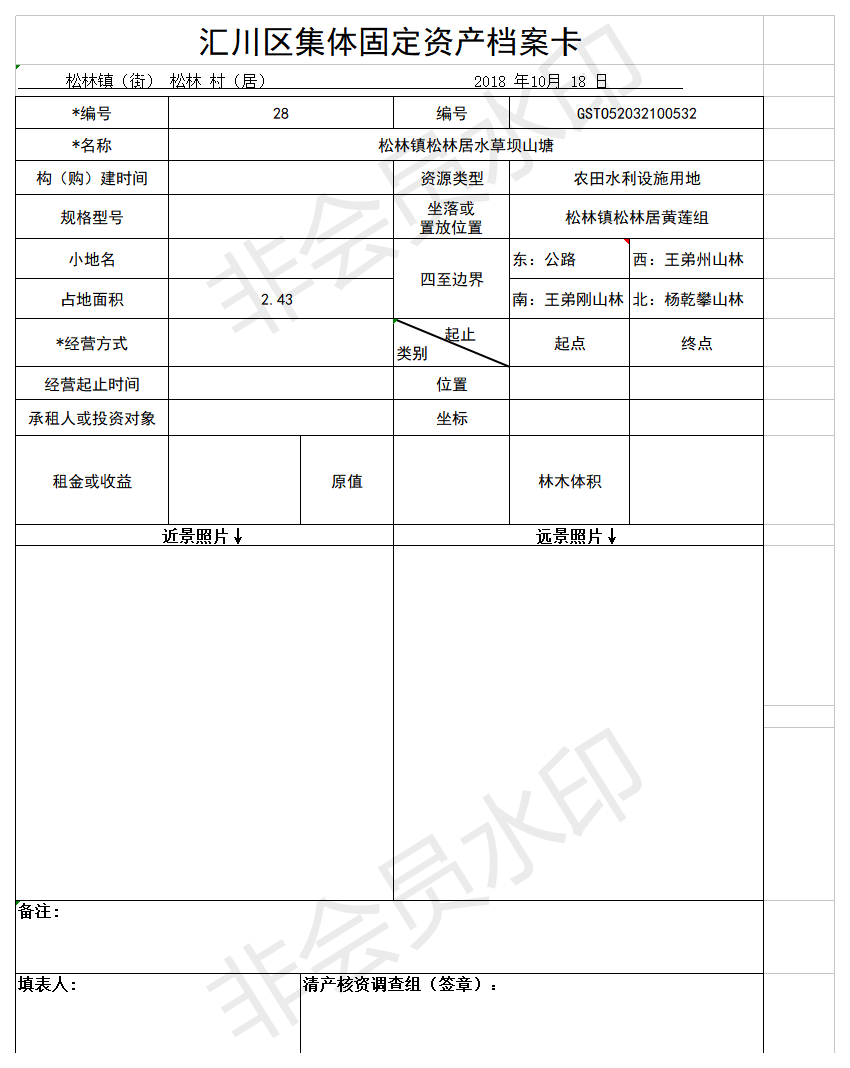 汇川区集体固定资产档案卡
松林镇（街） 松林 村（居） 2018 年10月 18 日
*编号 28 编号 GST052032100532
*名称 松林镇松林居水草坝山塘
构（购）建时间 资源类型 农田水利设施用地
规格型号 坐落或
置放位置 松林镇松林居黄莲组
小地名 四至边界 东：公路 西：王弟州山林
占地面积 2.43 南：王弟刚山林 北：杨乾攀山林
*经营方式 起止
类别 起点 终点
经营起止时间 位置
承租人或投资对象 坐标
租金或收益 原值 林木体积
近景照片↓ 远景照片↓
备注:
填表人: 清产核资调查组（签章）:
非会员水印
非会员水印